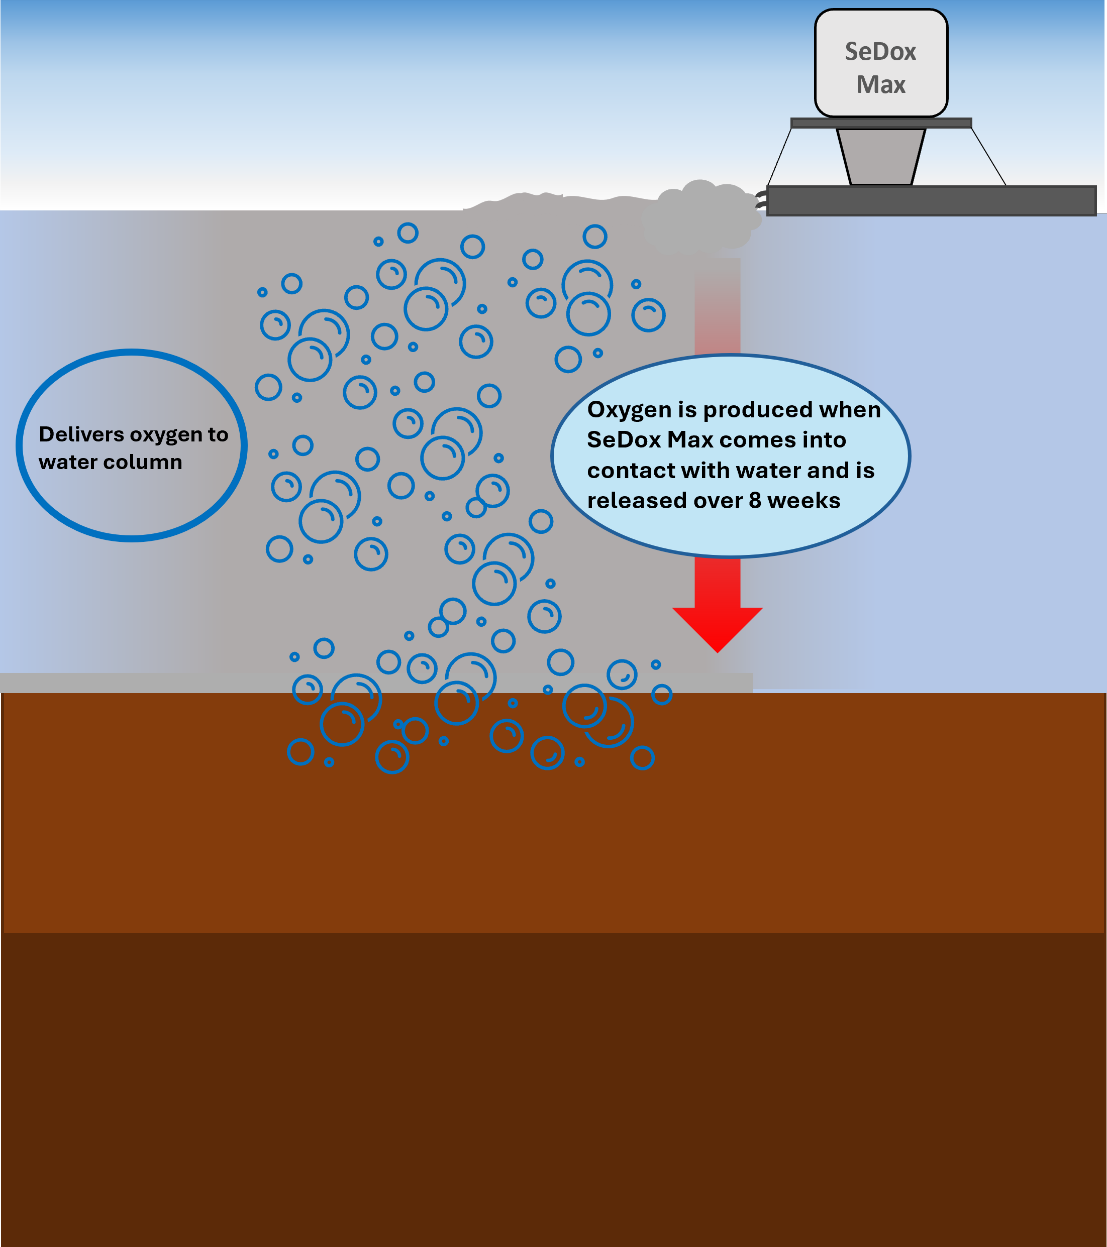 SeDox
Max
Delivers oxygen to
water column
Oxygen is produced when
SeDox Max comes into
contact with water and is
released over 8 weeks